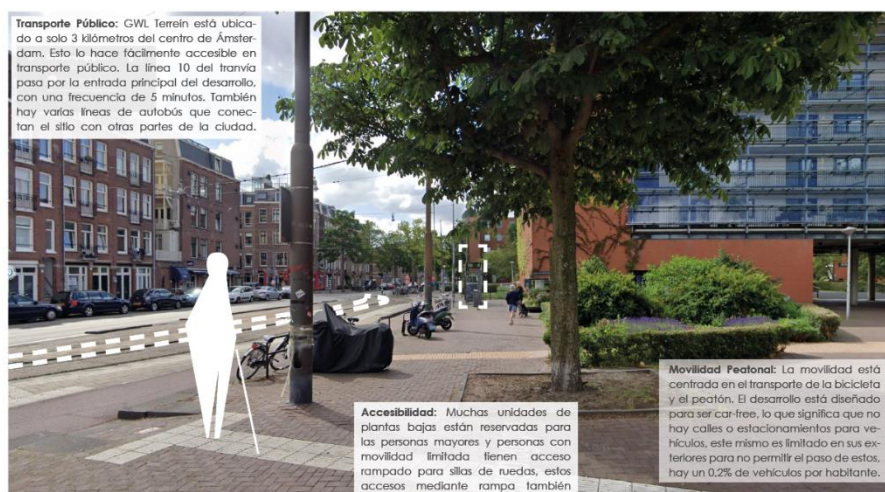 Transporte Público: GWL Terrein está ubica-
do a solo 3 kilómetros del centro de Ámster-
dam. Esto lo hace fácilmente accesible en
transporte público. La línea 10 del tranvía
pasa por la entrada principal del desarrollo,
con una frecuencia de 5 minutos. También
hay varias líneas de autobús que conec-
tan el sitio con otras partes de la ciudad.
Accesibilidad: Muchas unidades de
plantas bajas están reservadas para
las personas mayores y personas con
movilidad limitada tienen acceso
rampado para sillas de ruedas, estos
accesos mediante rampa también
Movilidad Peatonal: La movilidad está
centrada en el transporte de la bicicleta
y el peatón. El desarrollo está diseñado
para ser car-free, lo que significa que no
hay calles o estacionamientos para ve-
hículos, este mismo es limitado en sus ex-
teriores para no permitir el paso de estos,
hay un 0,2% de vehículos por habitante.